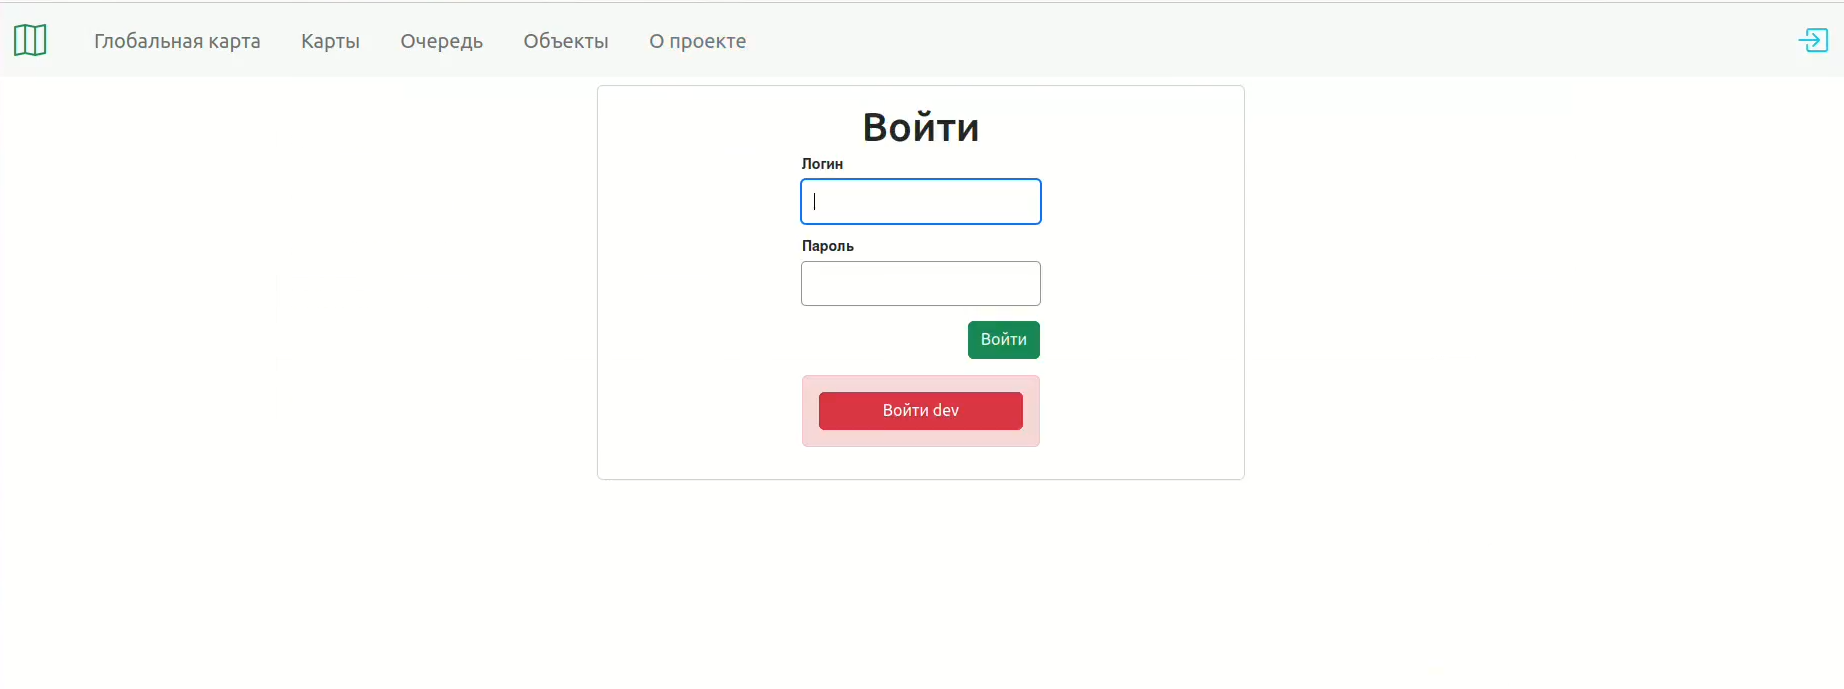 Глобальная карта Карты Очередь Объекты О проекте
Войти
Логин
Пароль
Войти
Войти dev